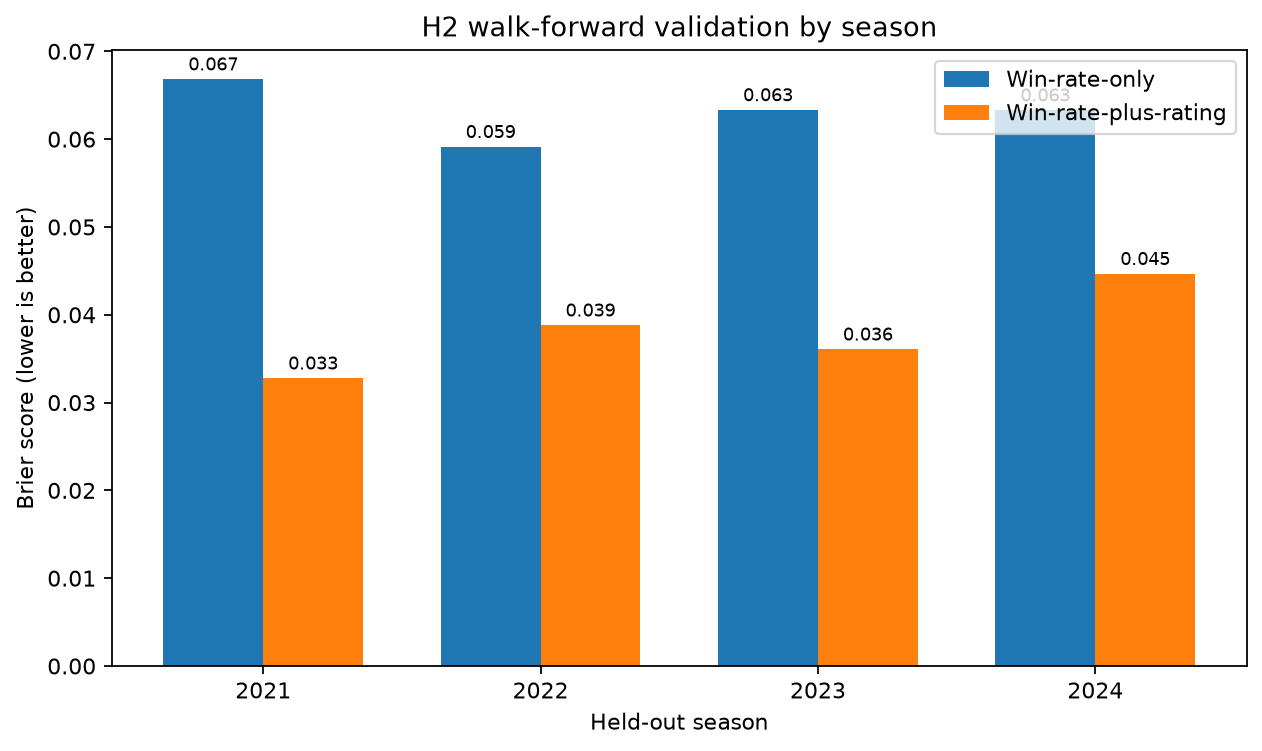 H2 walk-forward validation by season
Brier score (lower is better)
0.07
0.06
0.05
0.04
0.03
0.02
0.01
0.00
0.067
0.033
0.059
0.039
0.063
0.036
0.063
0.045
Win-rate-only
Win-rate-plus-rating
2021 2022 2023 2024
Held-out season